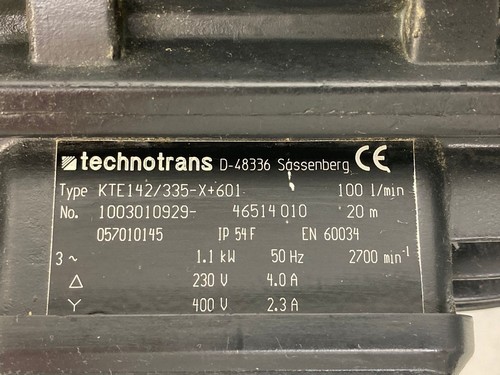 technotrans D-48336 Sassenberg CE
Type KTE142/335-X+601 100 l/min
No. 1003010929- 46514 010 20 m
057010145 IP 54F EN 60034
3 ~ 1.1 kW 50 Hz 2700 min⁻¹
△ 230 V 4.0 A
Y 400 V 2.3 A